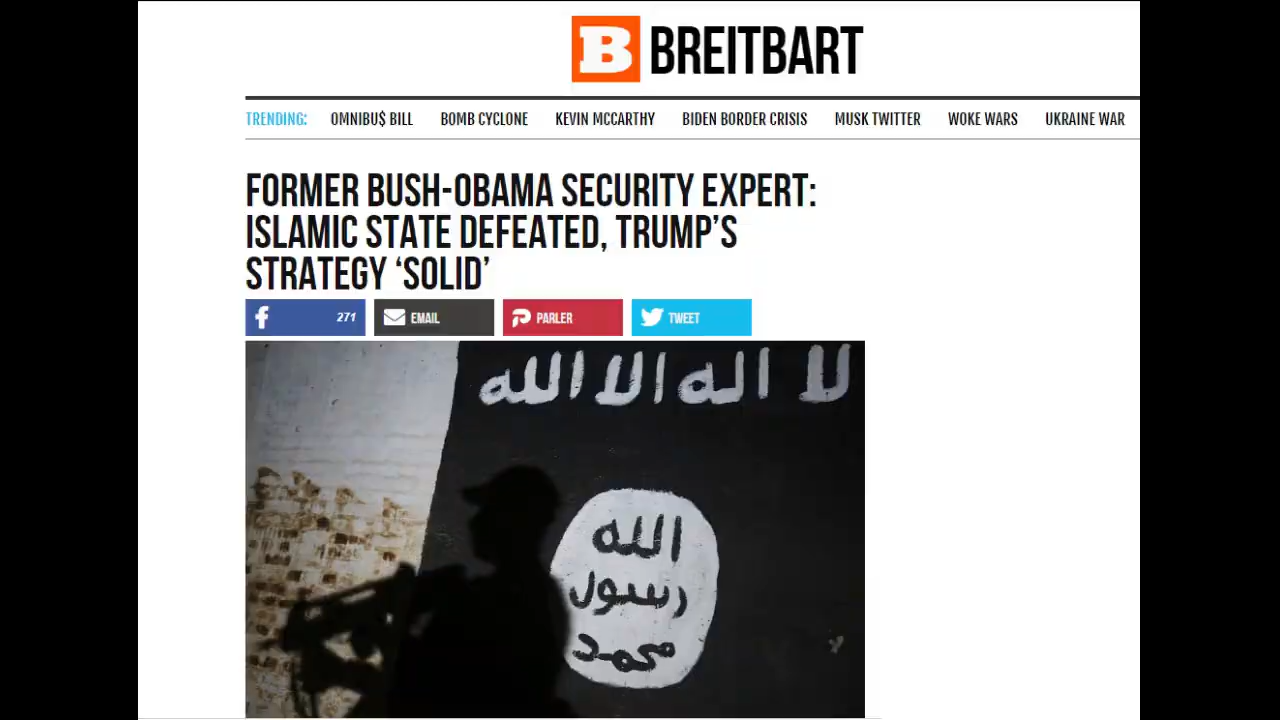 B BREITBART
TRENDING: OMNIBU$ BILL BOMB CYCLONE KEVIN MCCARTHY BIDEN BORDER CRISIS MUSK TWITTER WOKE WARS UKRAINE WAR
FORMER BUSH-OBAMA SECURITY EXPERT:
ISLAMIC STATE DEFEATED, TRUMP’S
STRATEGY ‘SOLID’
f 271 EMAIL PARLER TWEET
لا اله الا الله
الله
رسول
محمد